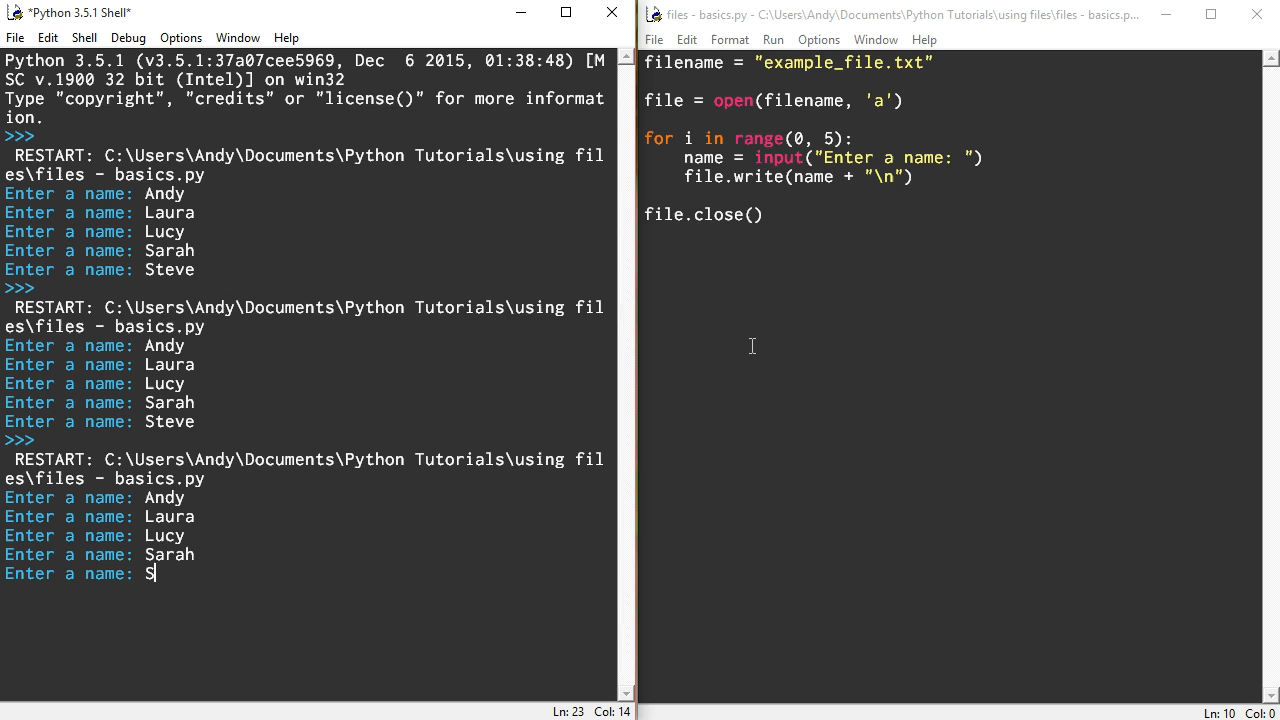 *Python 3.5.1 Shell*
File Edit Shell Debug Options Window Help
Python 3.5.1 (v3.5.1:37a07cee5969, Dec  6 2015, 01:38:48) [M
SC v.1900 32 bit (Intel)] on win32
Type "copyright", "credits" or "license()" for more informat
ion.
>>>
 RESTART: C:\Users\Andy\Documents\Python Tutorials\using fil
es\files - basics.py
Enter a name: Andy
Enter a name: Laura
Enter a name: Lucy
Enter a name: Sarah
Enter a name: Steve
>>>
 RESTART: C:\Users\Andy\Documents\Python Tutorials\using fil
es\files - basics.py
Enter a name: Andy
Enter a name: Laura
Enter a name: Lucy
Enter a name: Sarah
Enter a name: Steve
>>>
 RESTART: C:\Users\Andy\Documents\Python Tutorials\using fil
es\files - basics.py
Enter a name: Andy
Enter a name: Laura
Enter a name: Lucy
Enter a name: Sarah
Enter a name: S
Ln: 23 Col: 14
files - basics.py - C:\Users\Andy\Documents\Python Tutorials\using files\files - basics.p...
File Edit Format Run Options Window Help
filename = "example_file.txt"
file = open(filename, 'a')
for i in range(0, 5):
    name = input("Enter a name: ")
    file.write(name + "\n")
file.close()
Ln: 10 Col: 0